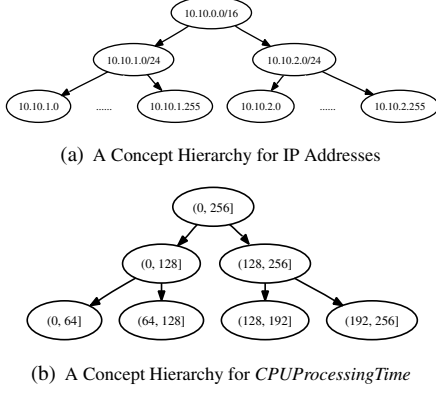 10.10.0.0/16
10.10.1.0/24 10.10.2.0/24
10.10.1.0 ...... 10.10.1.255 10.10.2.0 ...... 10.10.2.255
(a) A Concept Hierarchy for IP Addresses
(0, 256]
(0, 128] (128, 256]
(0, 64] (64, 128] (128, 192] (192, 256]
(b) A Concept Hierarchy for CPUProcessingTime